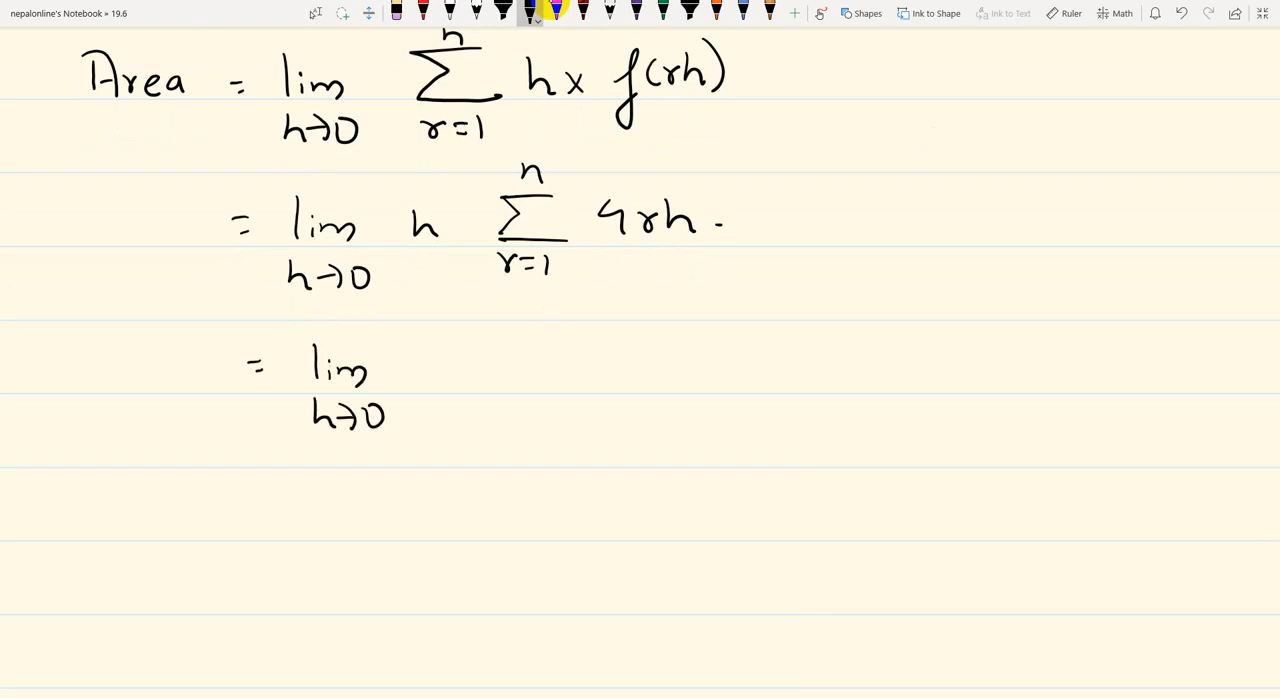 nepalonline's Notebook » 19.6
Shapes Ink to Shape Ink to Text Ruler Math
Area = lim h→0 n Σ r=1 h x f(rh)
= lim h→0 h n Σ r=1 4rh .
= lim h→0